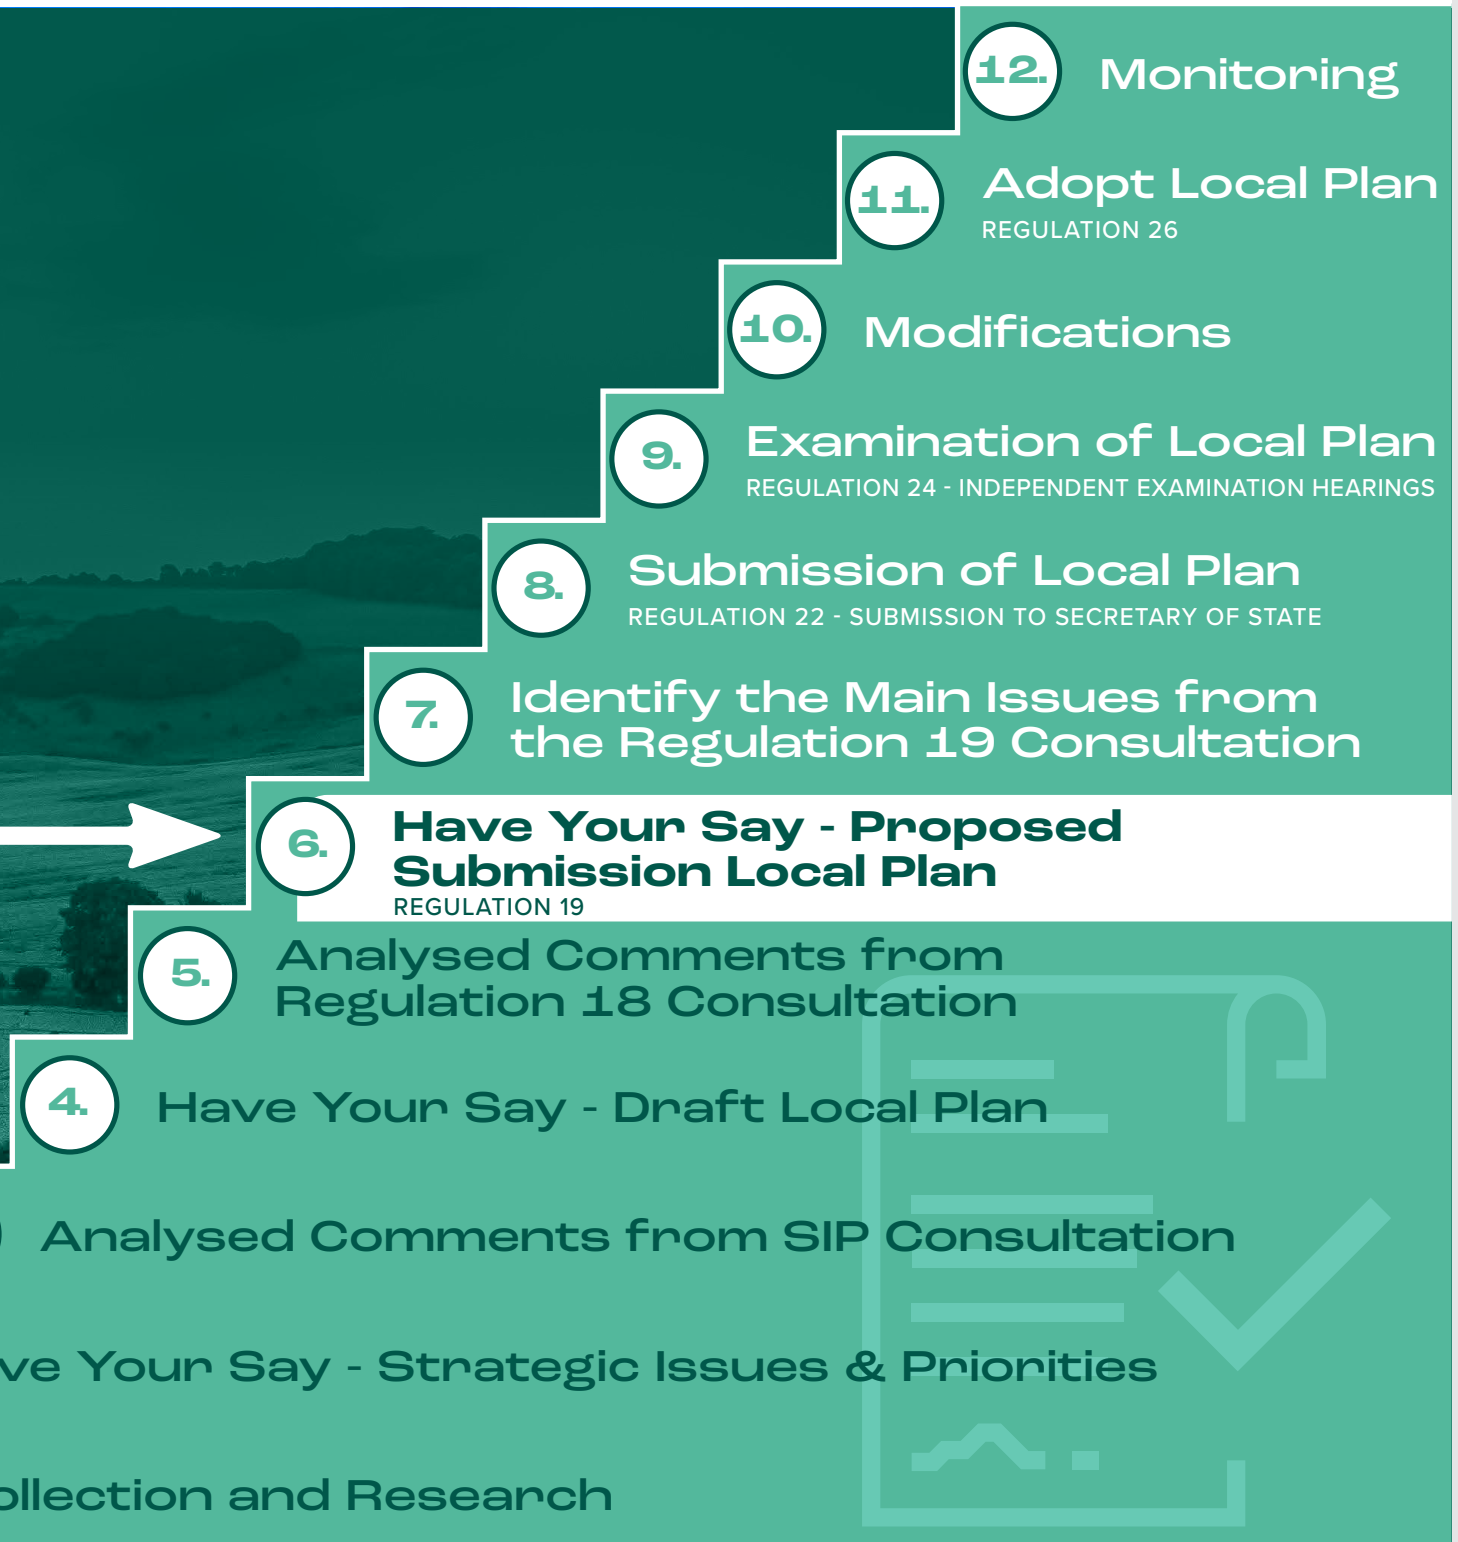 12. Monitoring
11. Adopt Local Plan
REGULATION 26
10. Modifications
9. Examination of Local Plan
REGULATION 24 - INDEPENDENT EXAMINATION HEARINGS
8. Submission of Local Plan
REGULATION 22 - SUBMISSION TO SECRETARY OF STATE
7. Identify the Main Issues from
the Regulation 19 Consultation
6. Have Your Say - Proposed
Submission Local Plan
REGULATION 19
5. Analysed Comments from
Regulation 18 Consultation
4. Have Your Say - Draft Local Plan
Analysed Comments from SIP Consultation
ve Your Say - Strategic Issues & Priorities
ollection and Research